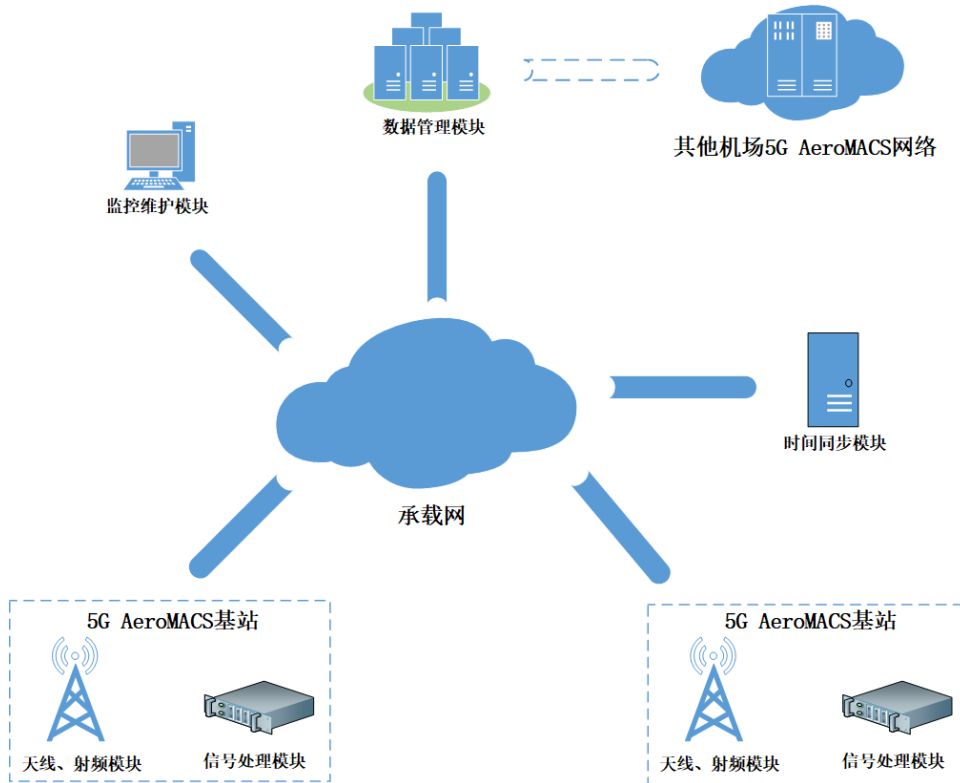 数据管理模块
其他机场5G AeroMACS网络
监控维护模块
时间同步模块
承载网
5G AeroMACS基站
天线、射频模块
信号处理模块
5G AeroMACS基站
天线、射频模块
信号处理模块